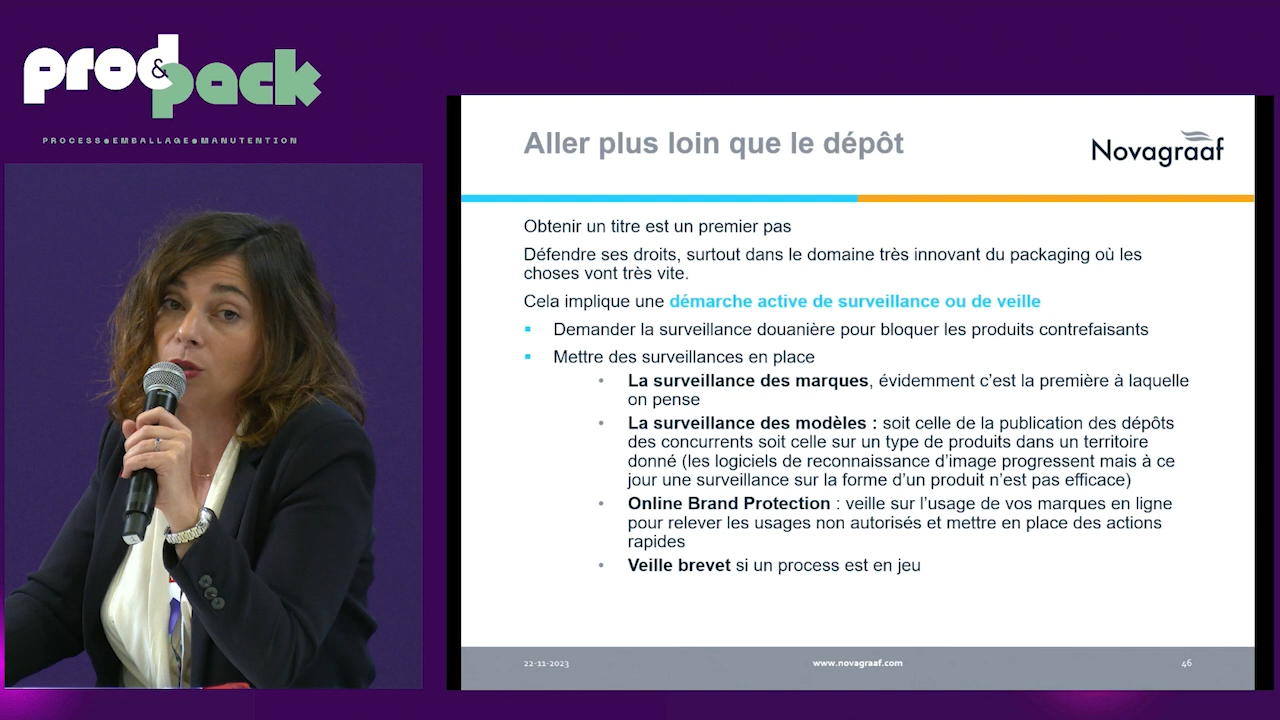 prod&pack
PROCESS•EMBALLAGE•MANUTENTION
Aller plus loin que le dépôt
Novagraaf
Obtenir un titre est un premier pas
Défendre ses droits, surtout dans le domaine très innovant du packaging où les
choses vont très vite.
Cela implique une démarche active de surveillance ou de veille
▪ Demander la surveillance douanière pour bloquer les produits contrefaisants
▪ Mettre des surveillances en place
• La surveillance des marques, évidemment c’est la première à laquelle
on pense
• La surveillance des modèles : soit celle de la publication des dépôts
des concurrents soit celle sur un type de produits dans un territoire
donné (les logiciels de reconnaissance d’image progressent mais à ce
jour une surveillance sur la forme d’un produit n’est pas efficace)
• Online Brand Protection : veille sur l’usage de vos marques en ligne
pour relever les usages non autorisés et mettre en place des actions
rapides
• Veille brevet si un process est en jeu
22-11-2023
www.novagraaf.com
46